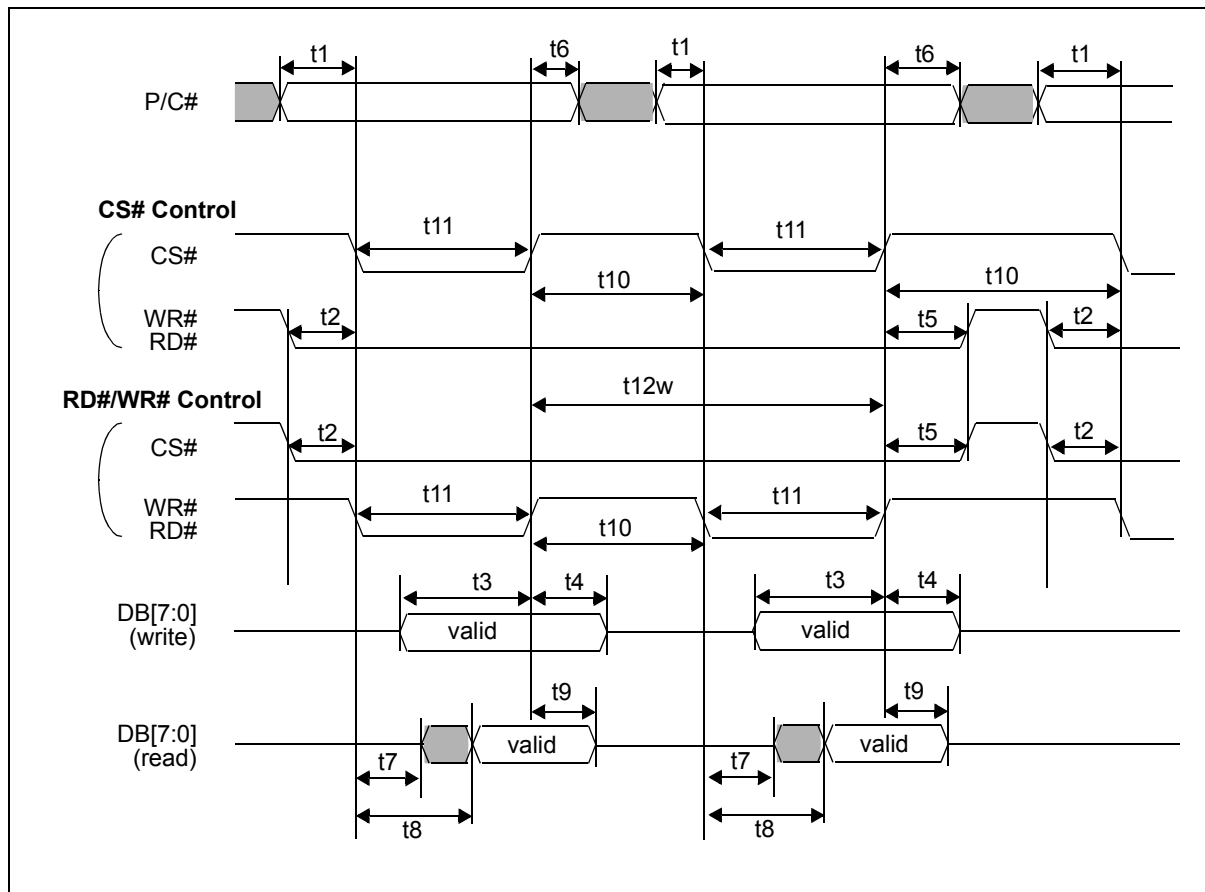 t1 t6 t1 t6 t1
P/C#
CS# Control
t11 t11
CS#
t10 t10
WR#
RD#
t2 t5 t2
t12w
RD#/WR# Control
t2 t5 t2
CS#
t11 t11
WR#
RD#
t10
t3 t4 t3 t4
DB[7:0]
(write)
valid valid
t9 t9
DB[7:0]
(read)
valid valid
t7 t7
t8 t8